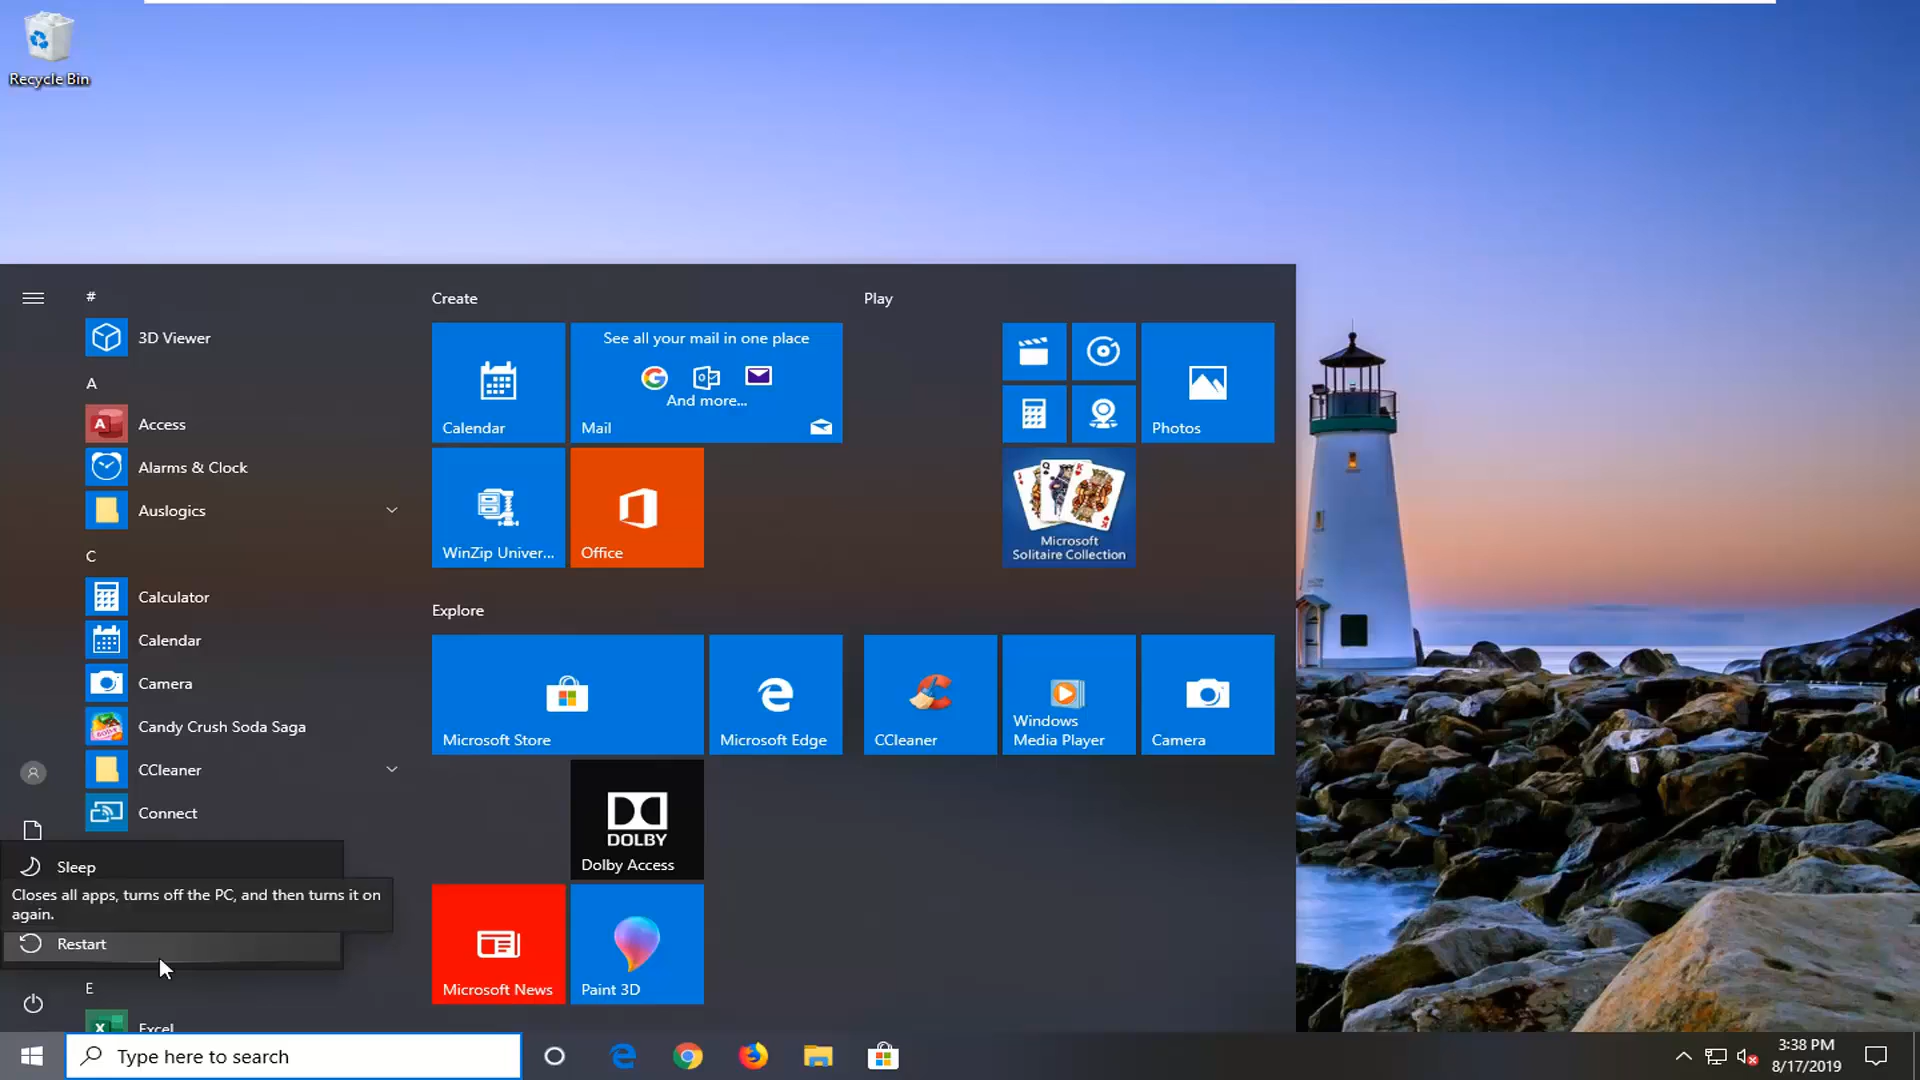 Recycle Bin
#
3D Viewer
A
Access
Alarms & Clock
Auslogics
C
Calculator
Calendar
Camera
Candy Crush Soda Saga
CCleaner
Connect
Sleep
Closes all apps, turns off the PC, and then turns it on
again.
Restart
E
Excel
Create
See all your mail in one place
And more...
Calendar
Mail
WinZip Univer...
Office
Explore
Microsoft Store
Microsoft Edge
DOLBY
Dolby Access
Microsoft News
Paint 3D
Play
Photos
Microsoft
Solitaire Collection
CCleaner
Windows
Media Player
Camera
Type here to search
3:38 PM
8/17/2019